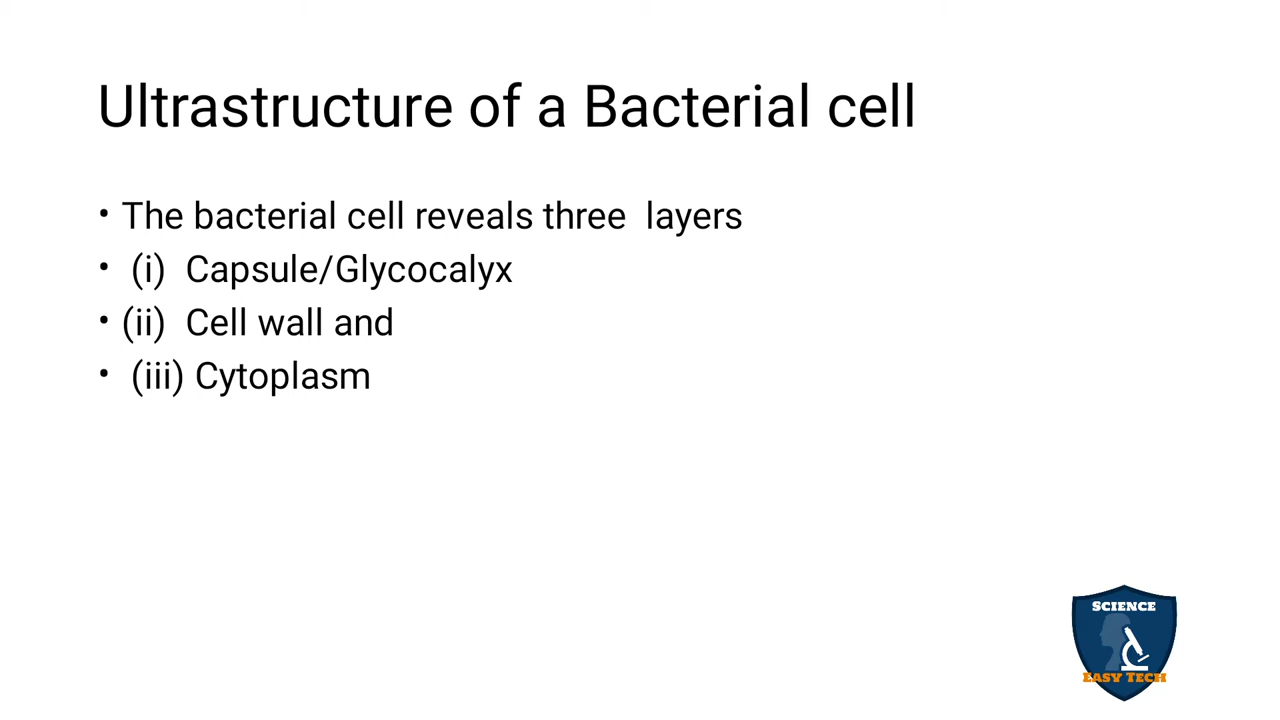 Ultrastructure of a Bacterial cell
• The bacterial cell reveals three  layers
•  (i)  Capsule/Glycocalyx
• (ii)  Cell wall and
•  (iii) Cytoplasm
SCIENCE
EASY TECH